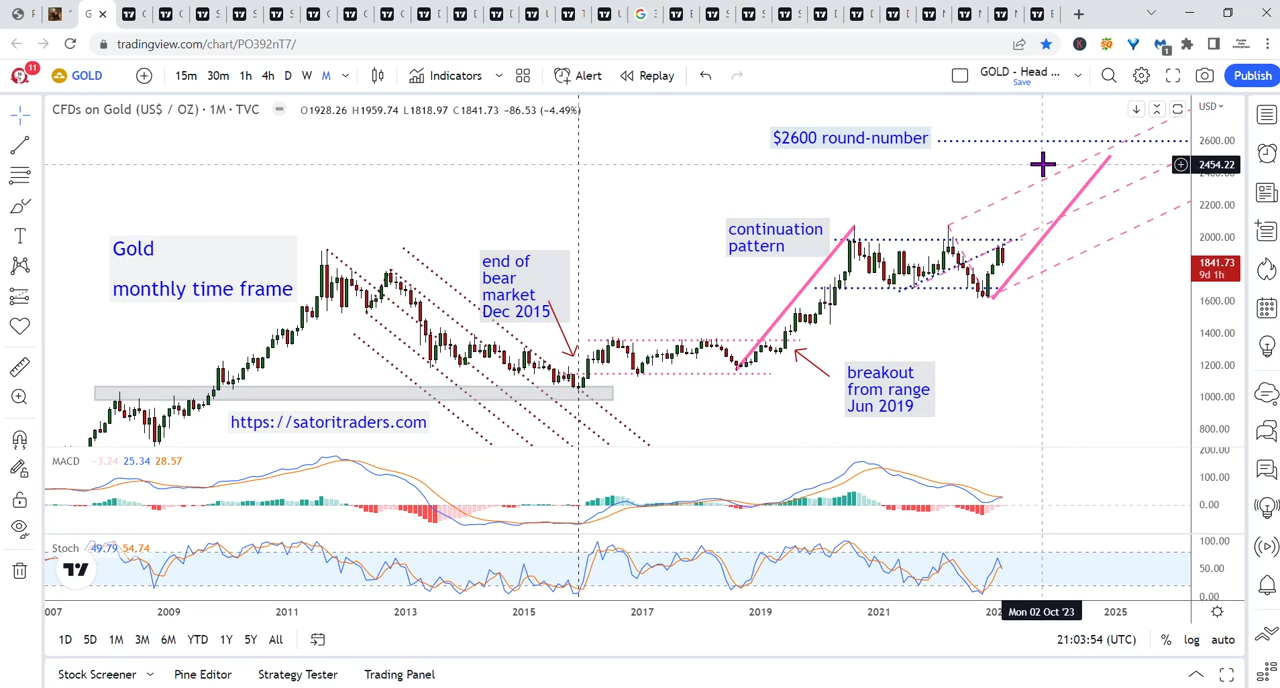 tradingview.com/chart/PO392nT7/
11
GOLD
15m 30m 1h 4h D W M
Indicators
Alert
Replay
GOLD - Head ...
Save
Publish
CFDs on Gold (US$ / OZ) · 1M · TVC
O1928.26 H1959.74 L1818.97 C1841.73 -86.53 (-4.49%)
USD
$2600 round-number
2600.00
2454.22
2200.00
2000.00
1841.73
9d 1h
1600.00
1400.00
1200.00
1000.00
800.00
Gold
monthly time frame
end of
bear
market
Dec 2015
continuation
pattern
breakout
from range
Jun 2019
https://satoritraders.com
MACD -3.24 25.34 28.57
200.00
100.00
0.00
Stoch 49.79 54.74
100.00
50.00
0.00
2009 2011 2013 2015 2017 2019 2021 Mon 02 Oct '23 2025
1D 5D 1M 3M 6M YTD 1Y 5Y All
21:03:54 (UTC) % log auto
Stock Screener Pine Editor Strategy Tester Trading Panel